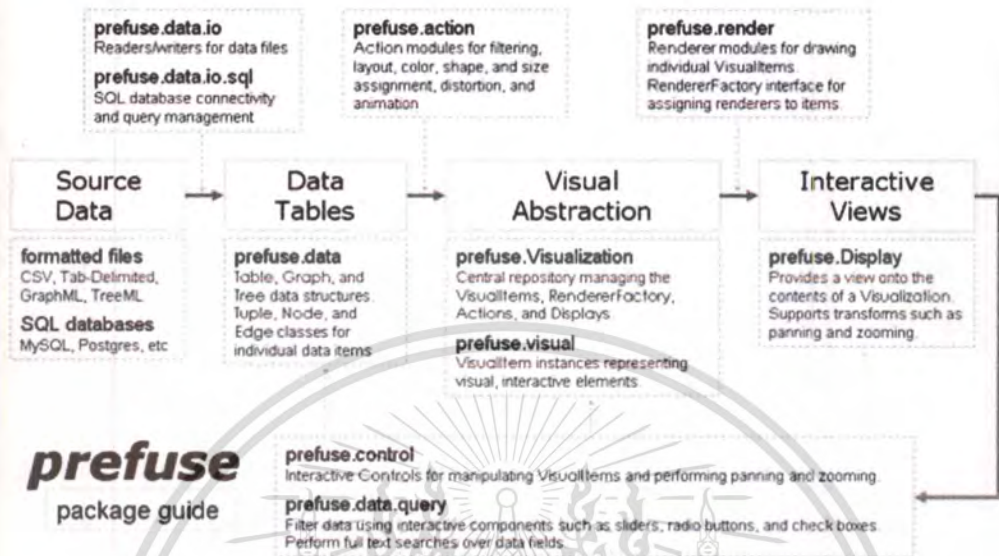 prefuse.data.io
Readers/writers for data files
prefuse.data.io.sql
SQL database connectivity
and query management
prefuse.action
Action modules for filtering,
layout, color, shape, and size
assignment, distortion, and
animation
prefuse.render
Renderer modules for drawing
individual VisualItems.
RendererFactory interface for
assigning renderers to items.
Source
Data
Data
Tables
Visual
Abstraction
Interactive
Views
formatted files
CSV, Tab-Delimited,
GraphML, TreeML
SQL databases
MySQL, Postgres, etc
prefuse.data
Table, Graph, and
Tree data structures.
Tuple, Node, and
Edge classes for
individual data items
prefuse.Visualization
Central repository managing the
VisualItems, RendererFactory,
Actions, and Displays
prefuse.visual
VisualItem instances representing
visual, interactive elements.
prefuse.Display
Provides a view onto the
contents of a Visualization.
Supports transforms such as
panning and zooming.
prefuse
package guide
prefuse.control
Interactive Controls for manipulating VisualItems and performing panning and zooming.
prefuse.data.query
Filter data using interactive components such as sliders, radio buttons, and check boxes.
Perform full text searches over data fields.